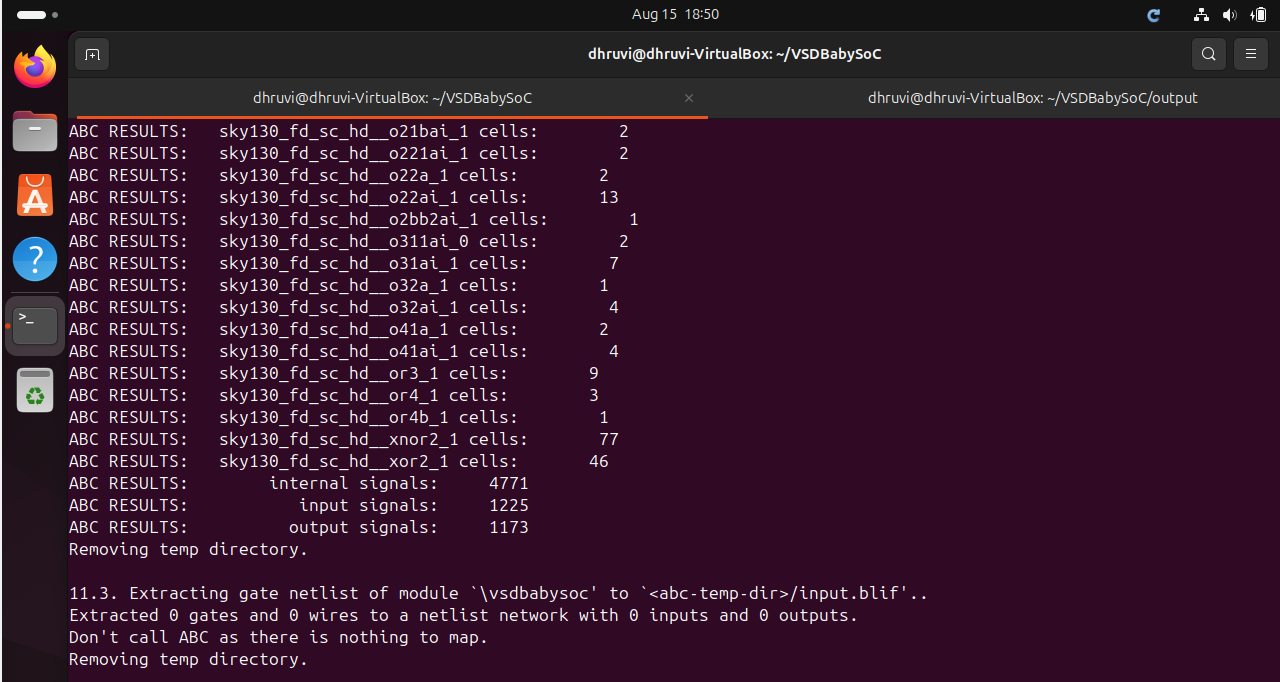 Aug 15 18:50
dhruvi@dhruvi-VirtualBox: ~/VSDBabySoC
dhruvi@dhruvi-VirtualBox: ~/VSDBabySoC
dhruvi@dhruvi-VirtualBox: ~/VSDBabySoC/output
ABC RESULTS:   sky130_fd_sc_hd__o21bai_1 cells:        2
ABC RESULTS:   sky130_fd_sc_hd__o221ai_1 cells:        2
ABC RESULTS:   sky130_fd_sc_hd__o22a_1 cells:        2
ABC RESULTS:   sky130_fd_sc_hd__o22ai_1 cells:       13
ABC RESULTS:   sky130_fd_sc_hd__o2bb2ai_1 cells:        1
ABC RESULTS:   sky130_fd_sc_hd__o311ai_0 cells:        2
ABC RESULTS:   sky130_fd_sc_hd__o31ai_1 cells:        7
ABC RESULTS:   sky130_fd_sc_hd__o32a_1 cells:        1
ABC RESULTS:   sky130_fd_sc_hd__o32ai_1 cells:        4
ABC RESULTS:   sky130_fd_sc_hd__o41a_1 cells:        2
ABC RESULTS:   sky130_fd_sc_hd__o41ai_1 cells:        4
ABC RESULTS:   sky130_fd_sc_hd__or3_1 cells:        9
ABC RESULTS:   sky130_fd_sc_hd__or4_1 cells:        3
ABC RESULTS:   sky130_fd_sc_hd__or4b_1 cells:        1
ABC RESULTS:   sky130_fd_sc_hd__xnor2_1 cells:       77
ABC RESULTS:   sky130_fd_sc_hd__xor2_1 cells:       46
ABC RESULTS:        internal signals:     4771
ABC RESULTS:           input signals:     1225
ABC RESULTS:          output signals:     1173
Removing temp directory.
11.3. Extracting gate netlist of module `\vsdbabysoc' to `<abc-temp-dir>/input.blif'..
Extracted 0 gates and 0 wires to a netlist network with 0 inputs and 0 outputs.
Don't call ABC as there is nothing to map.
Removing temp directory.